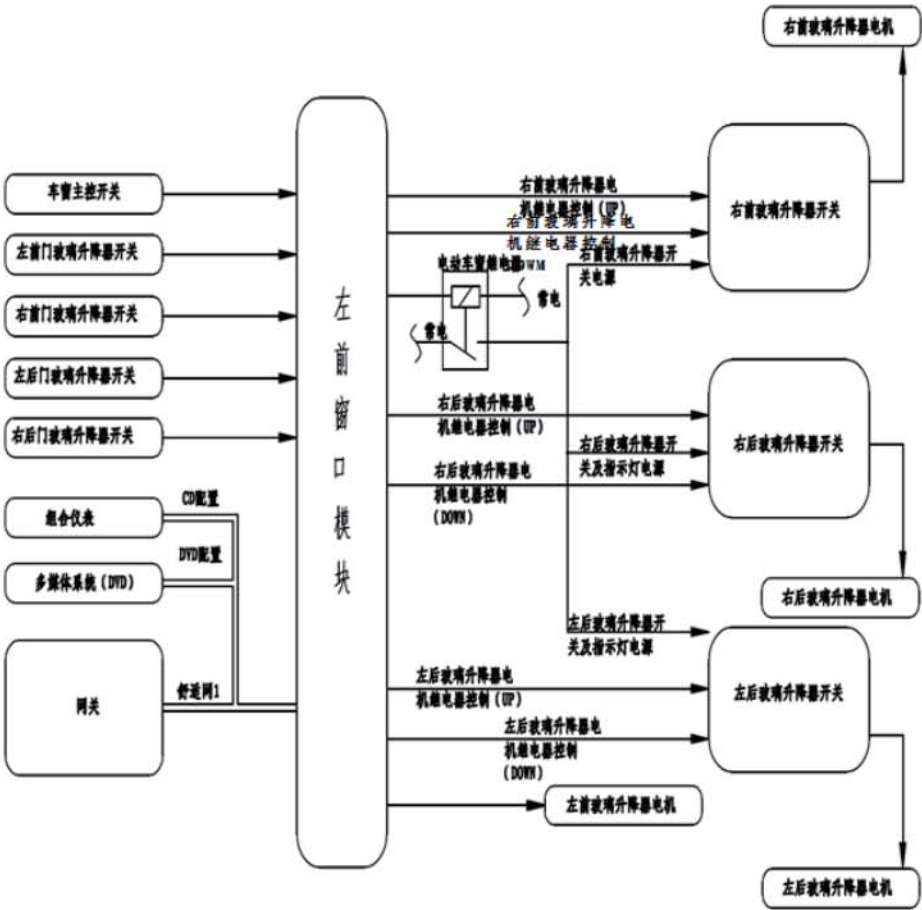 右前玻璃升降器电机
车窗主控开关
左前门玻璃升降器开关
右前门玻璃升降器开关
左后门玻璃升降器开关
右后门玻璃升降器开关
CD配置
组合仪表
DVD配置
多媒体系统(DVD)
舒适网1
网关
左前窗口模块
右前玻璃升降器电
机继电器控制(UP)
右前玻璃升降电
机继电器控制
OWM
电动车窗继电器
右前玻璃升降器开
关电源
常电
常电
右前玻璃升降器开关
右后玻璃升降器电
机继电器控制(UP)
右后玻璃升降器开
关及指示灯电源
右后玻璃升降器电
机继电器控制
(DOWN)
右后玻璃升降器开关
右后玻璃升降器电机
左后玻璃升降器开
关及指示灯电源
左后玻璃升降器电
机继电器控制(UP)
左后玻璃升降器电
机继电器控制
(DOWN)
左后玻璃升降器开关
左前玻璃升降器电机
左后玻璃升降器电机